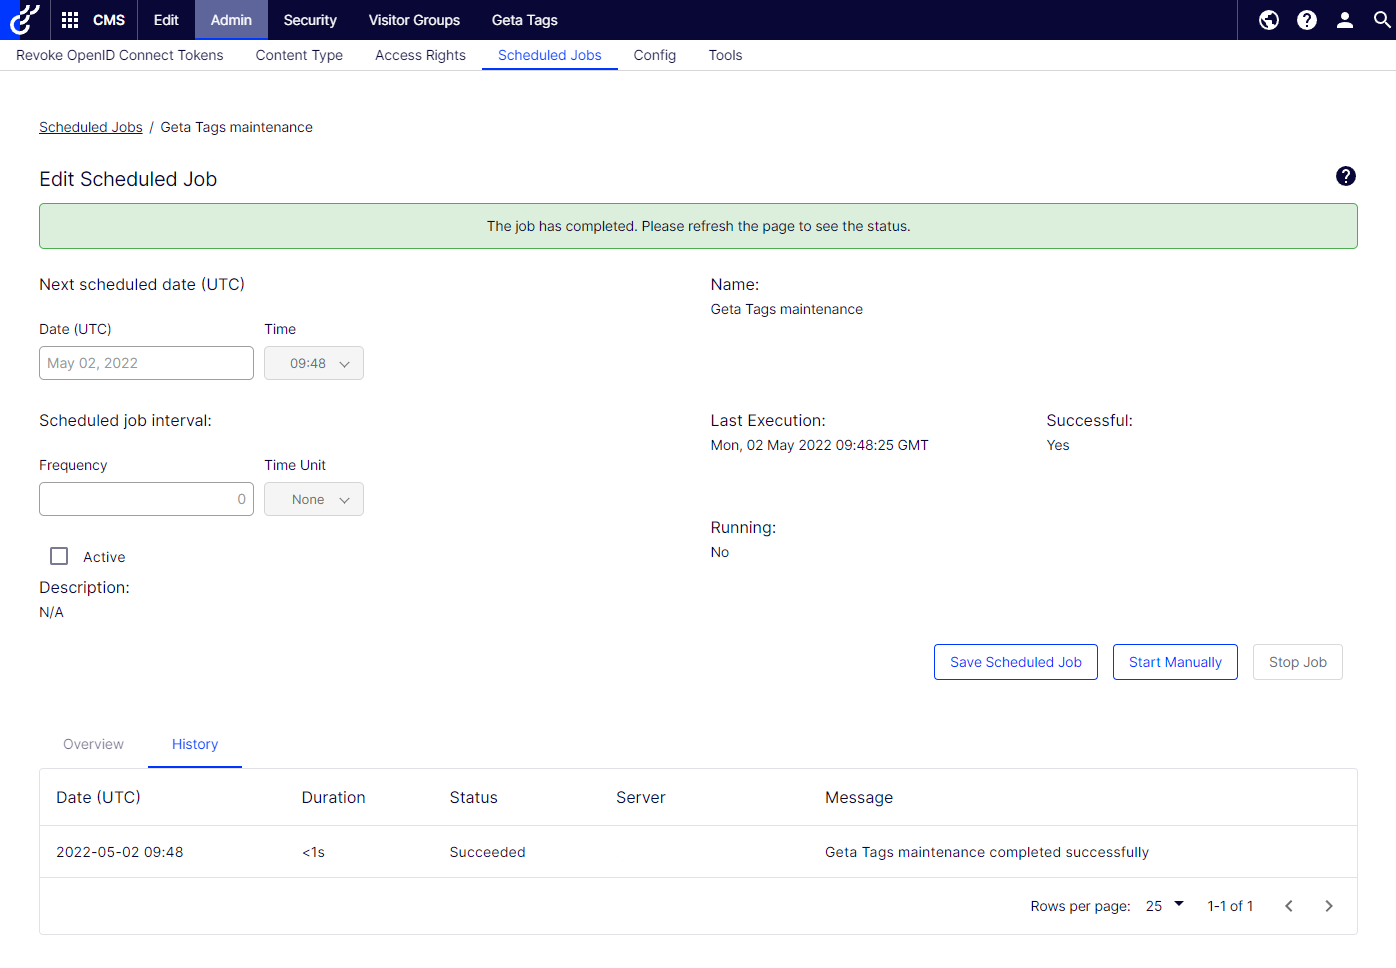 CMS Edit Admin Security Visitor Groups Geta Tags
Revoke OpenID Connect Tokens Content Type Access Rights Scheduled Jobs Config Tools
Scheduled Jobs / Geta Tags maintenance
Edit Scheduled Job
The job has completed. Please refresh the page to see the status.
Next scheduled date (UTC)
Date (UTC) Time
May 02, 2022 09:48
Name:
Geta Tags maintenance
Scheduled job interval:
Frequency Time Unit
0 None
Last Execution: Successful:
Mon, 02 May 2022 09:48:25 GMT Yes
Running:
No
Active
Description:
N/A
Save Scheduled Job Start Manually Stop Job
Overview History
Date (UTC) Duration Status Server Message
2022-05-02 09:48 <1s Succeeded Geta Tags maintenance completed successfully
Rows per page: 25 1-1 of 1